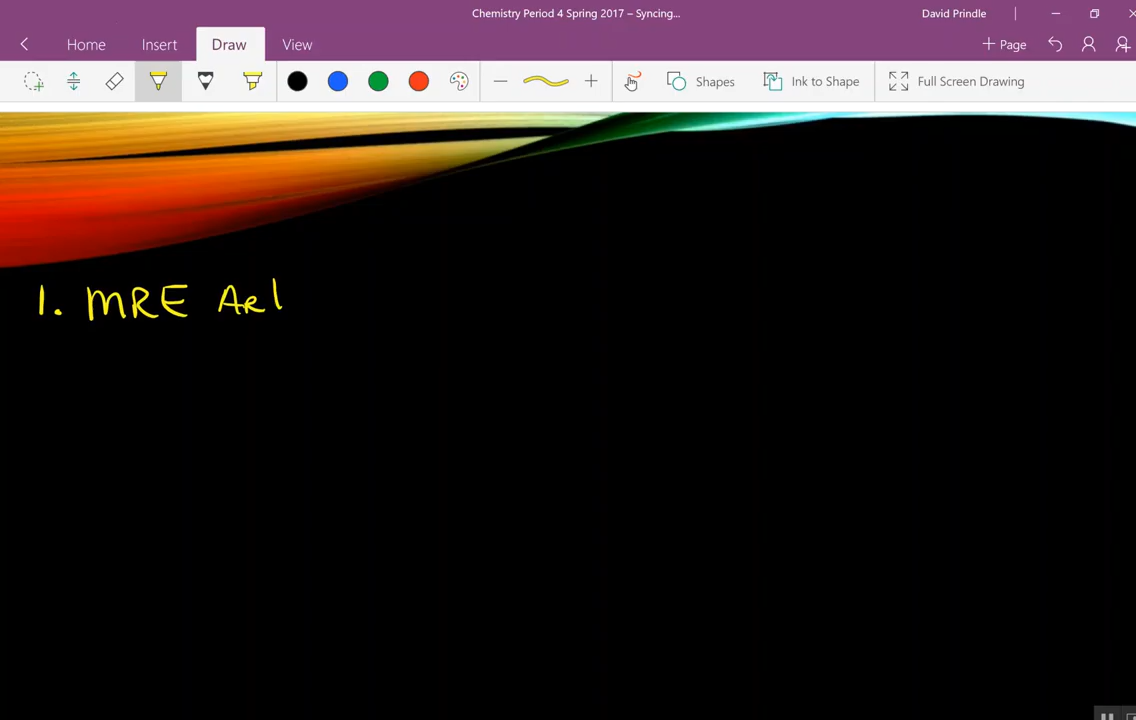 Chemistry Period 4 Spring 2017 – Syncing...
David Prindle
Home Insert Draw View
Page
Shapes
Ink to Shape
Full Screen Drawing
1. MRE Arl